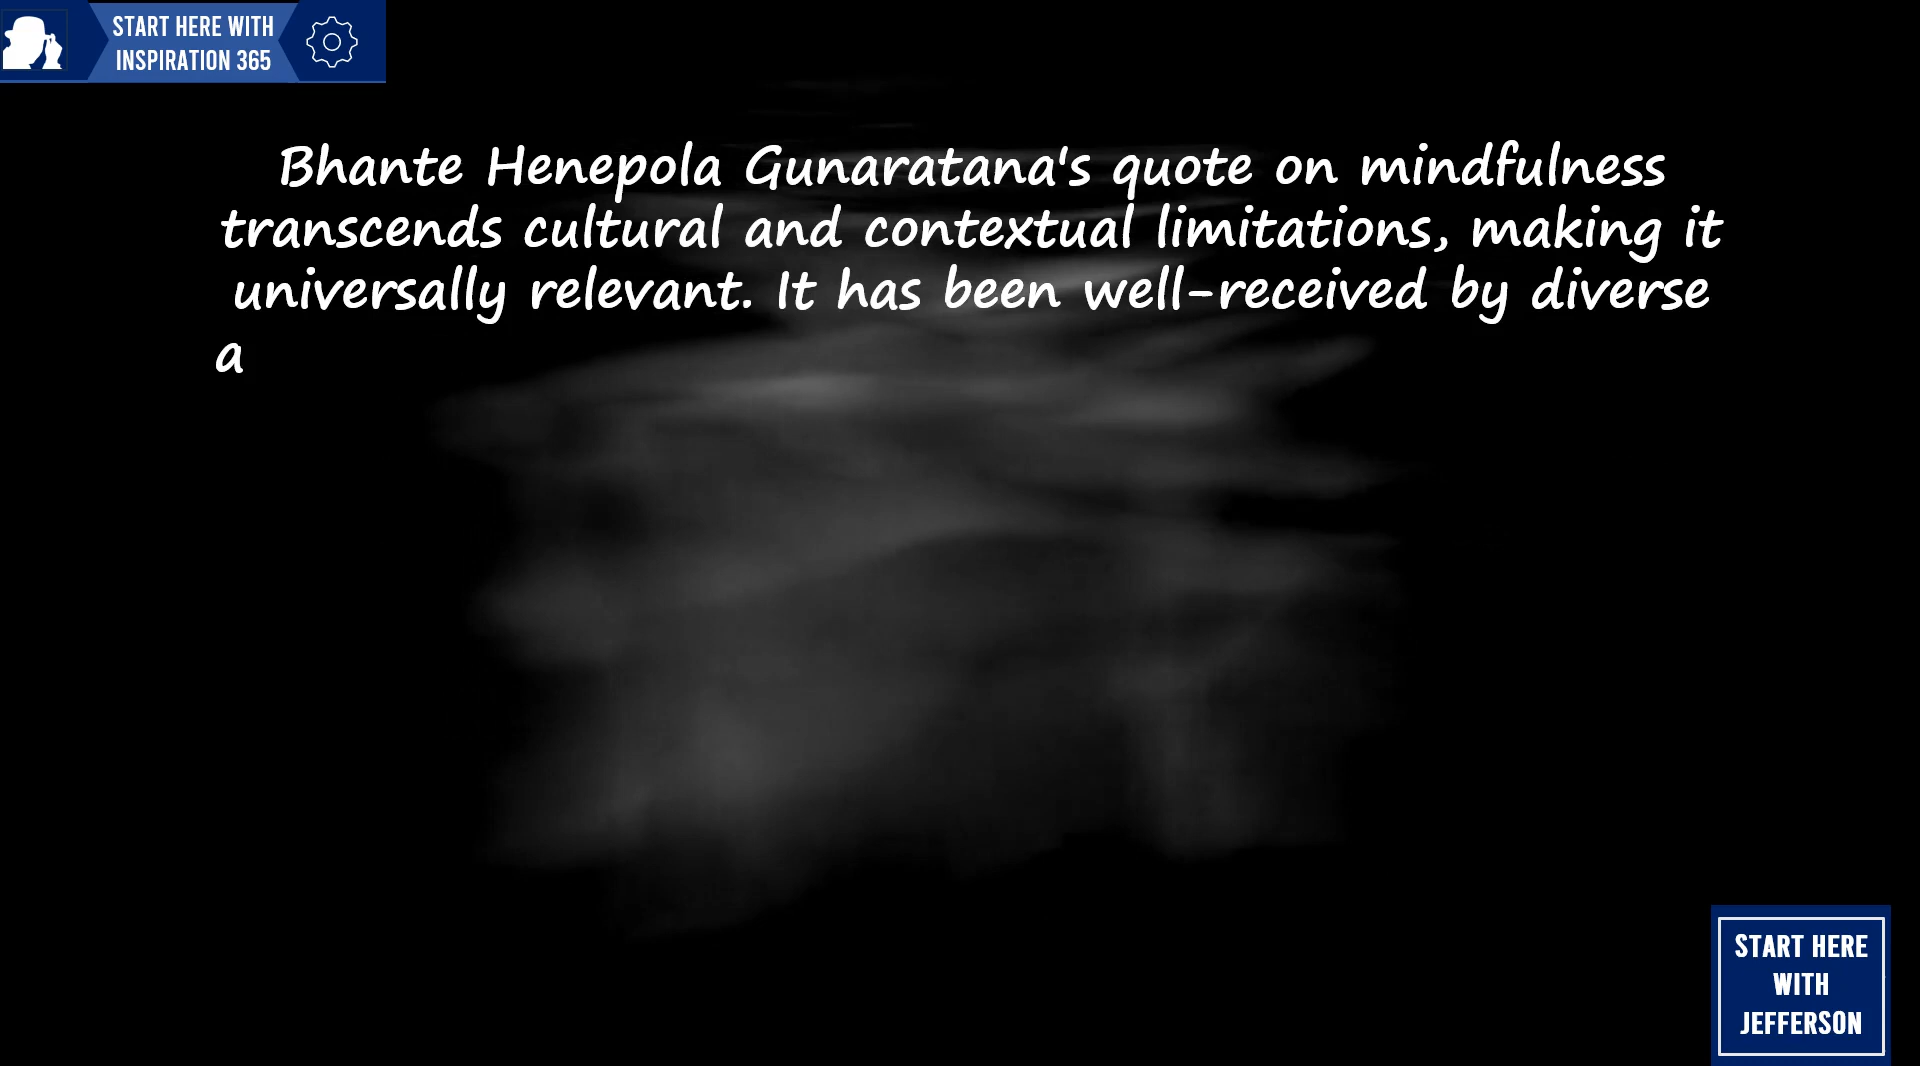 START HERE WITH
INSPIRATION 365
Bhante Henepola Gunaratana's quote on mindfulness
transcends cultural and contextual limitations, making it
universally relevant. It has been well-received by diverse
a
START HERE
WITH
JEFFERSON